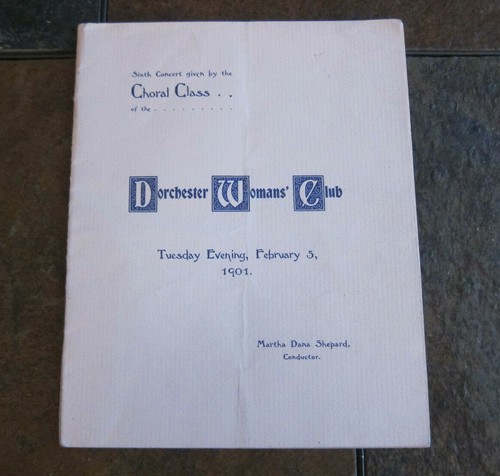 Sixth Concert given by the
Choral Class . .
of the . . . . . . . . .
Dorchester Womans' Club
Tuesday Evening, February 5,
1901.
Martha Dana Shepard,
Conductor.